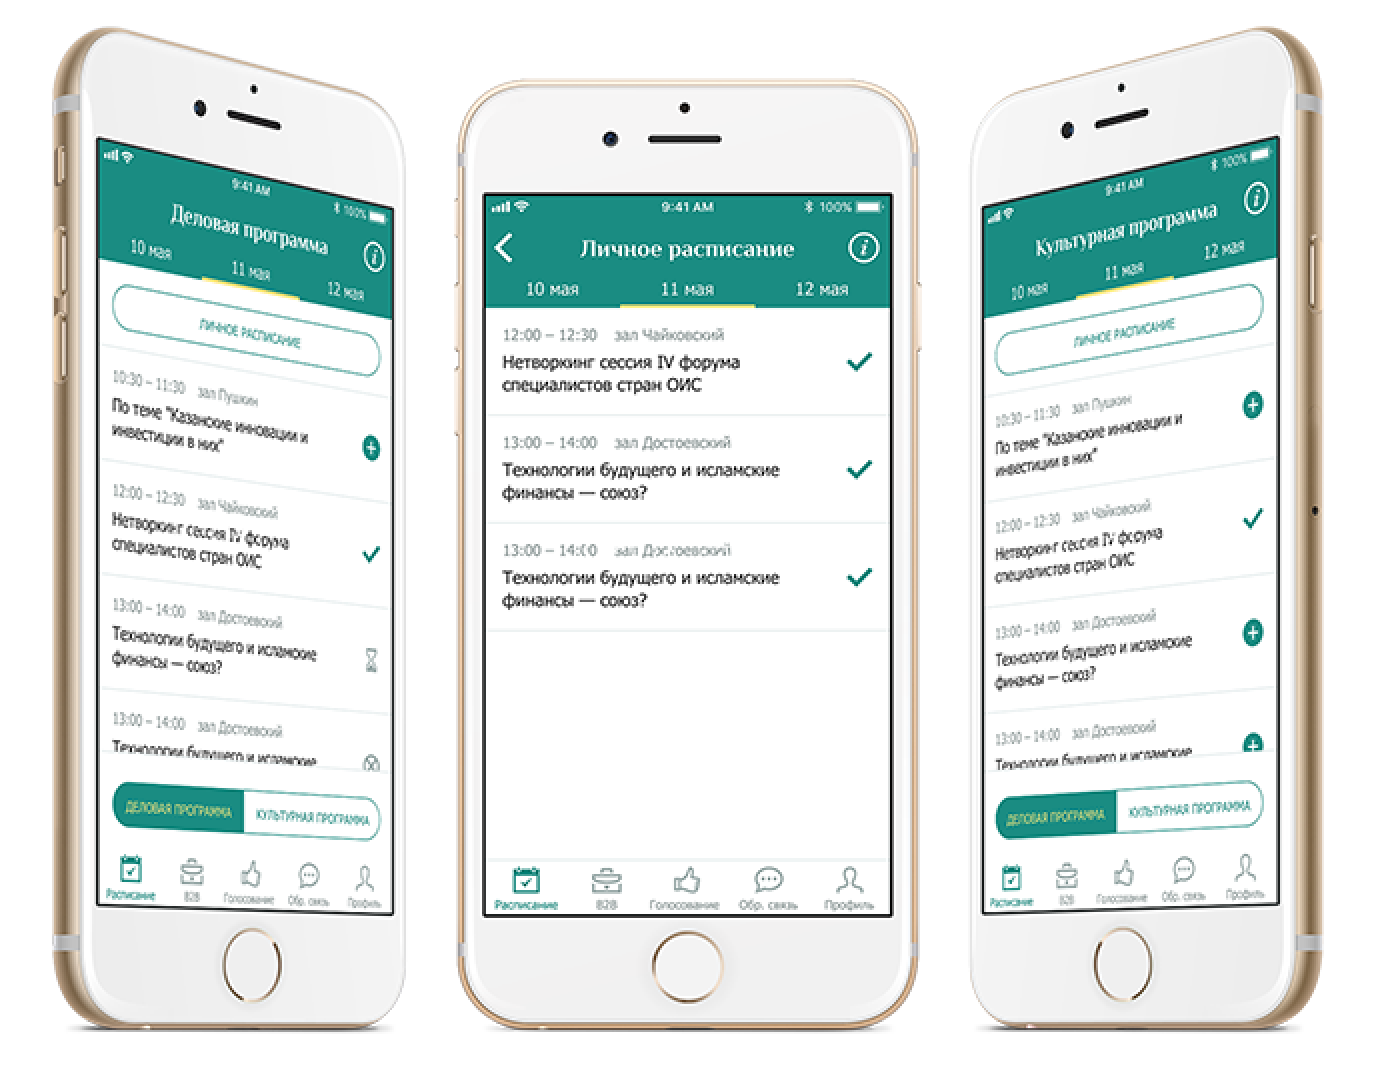 9:41 AM
100%
Деловая программа
10 мая
11 мая
12 мая
ЛИЧНОЕ РАСПИСАНИЕ
10:30 – 11:30 зал Пушкин
По теме "Казанские инновации и
инвестиции в них"
12:00 – 12:30 зал Чайковский
Нетворкинг сессия IV форума
специалистов стран ОИС
13:00 – 14:00 зал Достоевский
Технологии будущего и исламские
финансы — союз?
13:00 – 14:00 зал Достоевский
Технологии будущего и исламские
ДЕЛОВАЯ ПРОГРАММА
КУЛЬТУРНАЯ ПРОГРАММА
Расписание
B2B
Голосование
Обр. связь
Профиль
9:41 AM
100%
Личное расписание
10 мая
11 мая
12 мая
12:00 – 12:30 зал Чайковский
Нетворкинг сессия IV форума
специалистов стран ОИС
13:00 – 14:00 зал Достоевский
Технологии будущего и исламские
финансы — союз?
13:00 – 14:00 зал Достоевский
Технологии будущего и исламские
финансы — союз?
Расписание
B2B
Голосование
Обр. связь
Профиль
9:41 AM
100%
Культурная программа
10 мая
11 мая
12 мая
ЛИЧНОЕ РАСПИСАНИЕ
10:30 – 11:30 зал Пушкин
По теме "Казанские инновации и
инвестиции в них"
12:00 – 12:30 зал Чайковский
Нетворкинг сессия IV форума
специалистов стран ОИС
13:00 – 14:00 зал Достоевский
Технологии будущего и исламские
финансы — союз?
13:00 – 14:00 зал Достоевский
Технологии будущего и исламские
ДЕЛОВАЯ ПРОГРАММА
КУЛЬТУРНАЯ ПРОГРАММА
Расписание
B2B
Голосование
Обр. связь
Профиль